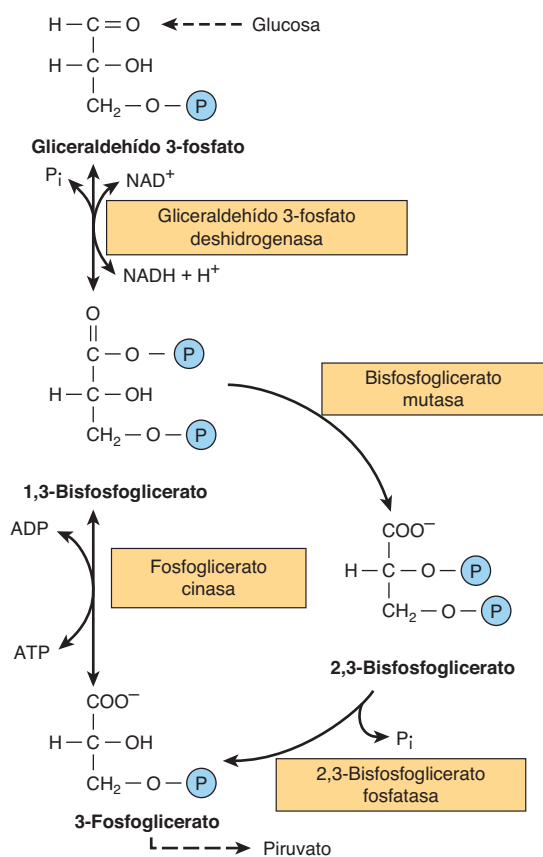 H — C = O
Glucosa
H — C — OH
CH₂ — O — P
Gliceraldehído 3-fosfato
Pi
NAD⁺
Gliceraldehído 3-fosfato
deshidrogenasa
NADH + H⁺
O
C — O — P
H — C — OH
CH₂ — O — P
Bisfosfoglicerato
mutasa
1,3-Bisfosfoglicerato
ADP
Fosfoglicerato
cinasa
ATP
COO⁻
H — C — O — P
CH₂ — O — P
2,3-Bisfosfoglicerato
COO⁻
H — C — OH
CH₂ — O — P
Pi
2,3-Bisfosfoglicerato
fosfatasa
3-Fosfoglicerato
Piruvato